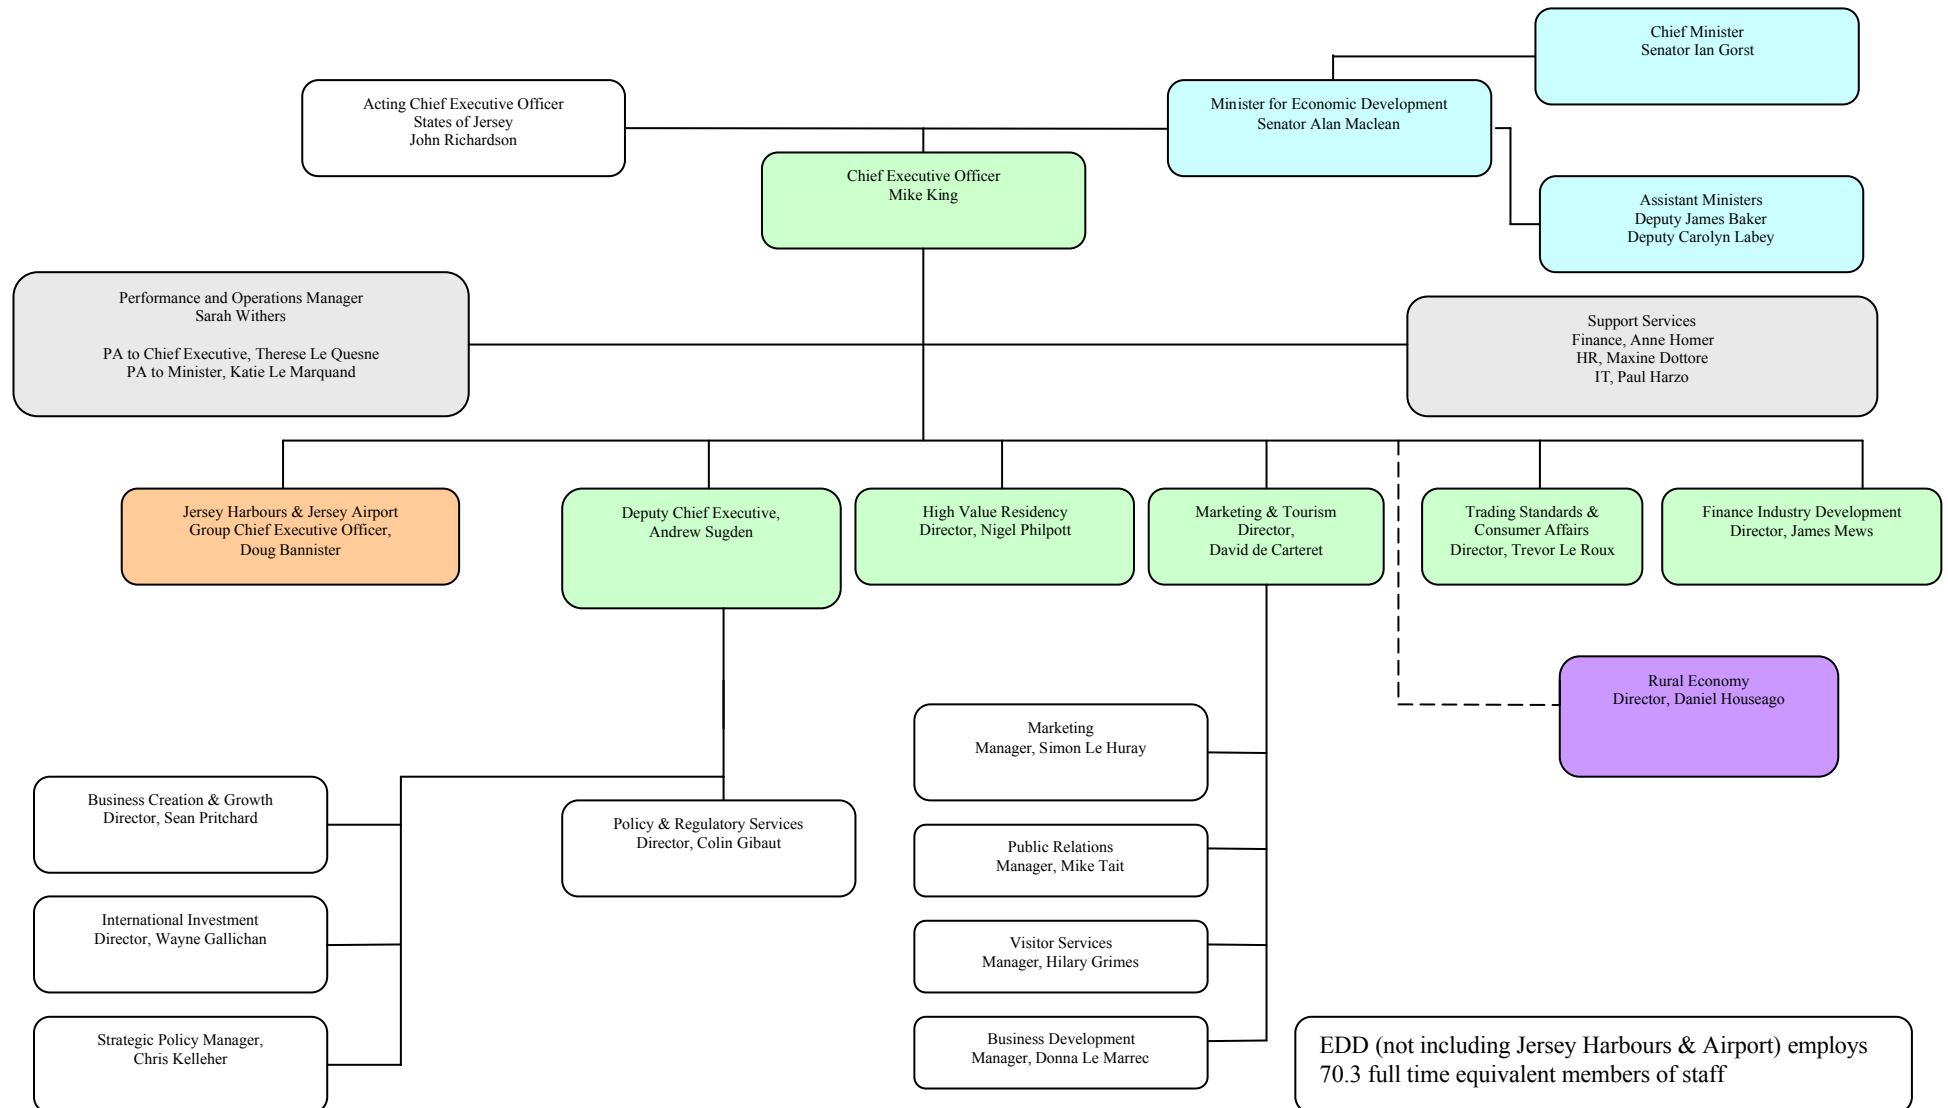 Chief Minister
Senator Ian Gorst
Acting Chief Executive Officer
States of Jersey
John Richardson
Minister for Economic Development
Senator Alan Maclean
Chief Executive Officer
Mike King
Assistant Ministers
Deputy James Baker
Deputy Carolyn Labey
Performance and Operations Manager
Sarah Withers
PA to Chief Executive, Therese Le Quesne
PA to Minister, Katie Le Marquand
Support Services
Finance, Anne Homer
HR, Maxine Dottore
IT, Paul Harzo
Jersey Harbours & Jersey Airport
Group Chief Executive Officer,
Doug Bannister
Deputy Chief Executive,
Andrew Sugden
High Value Residency
Director, Nigel Philpott
Marketing & Tourism
Director,
David de Carteret
Trading Standards &
Consumer Affairs
Director, Trevor Le Roux
Finance Industry Development
Director, James Mews
Rural Economy
Director, Daniel Houseago
Marketing
Manager, Simon Le Huray
Business Creation & Growth
Director, Sean Pritchard
Policy & Regulatory Services
Director, Colin Gibaut
Public Relations
Manager, Mike Tait
International Investment
Director, Wayne Gallichan
Visitor Services
Manager, Hilary Grimes
Strategic Policy Manager,
Chris Kelleher
Business Development
Manager, Donna Le Marrec
EDD (not including Jersey Harbours & Airport) employs
70.3 full time equivalent members of staff